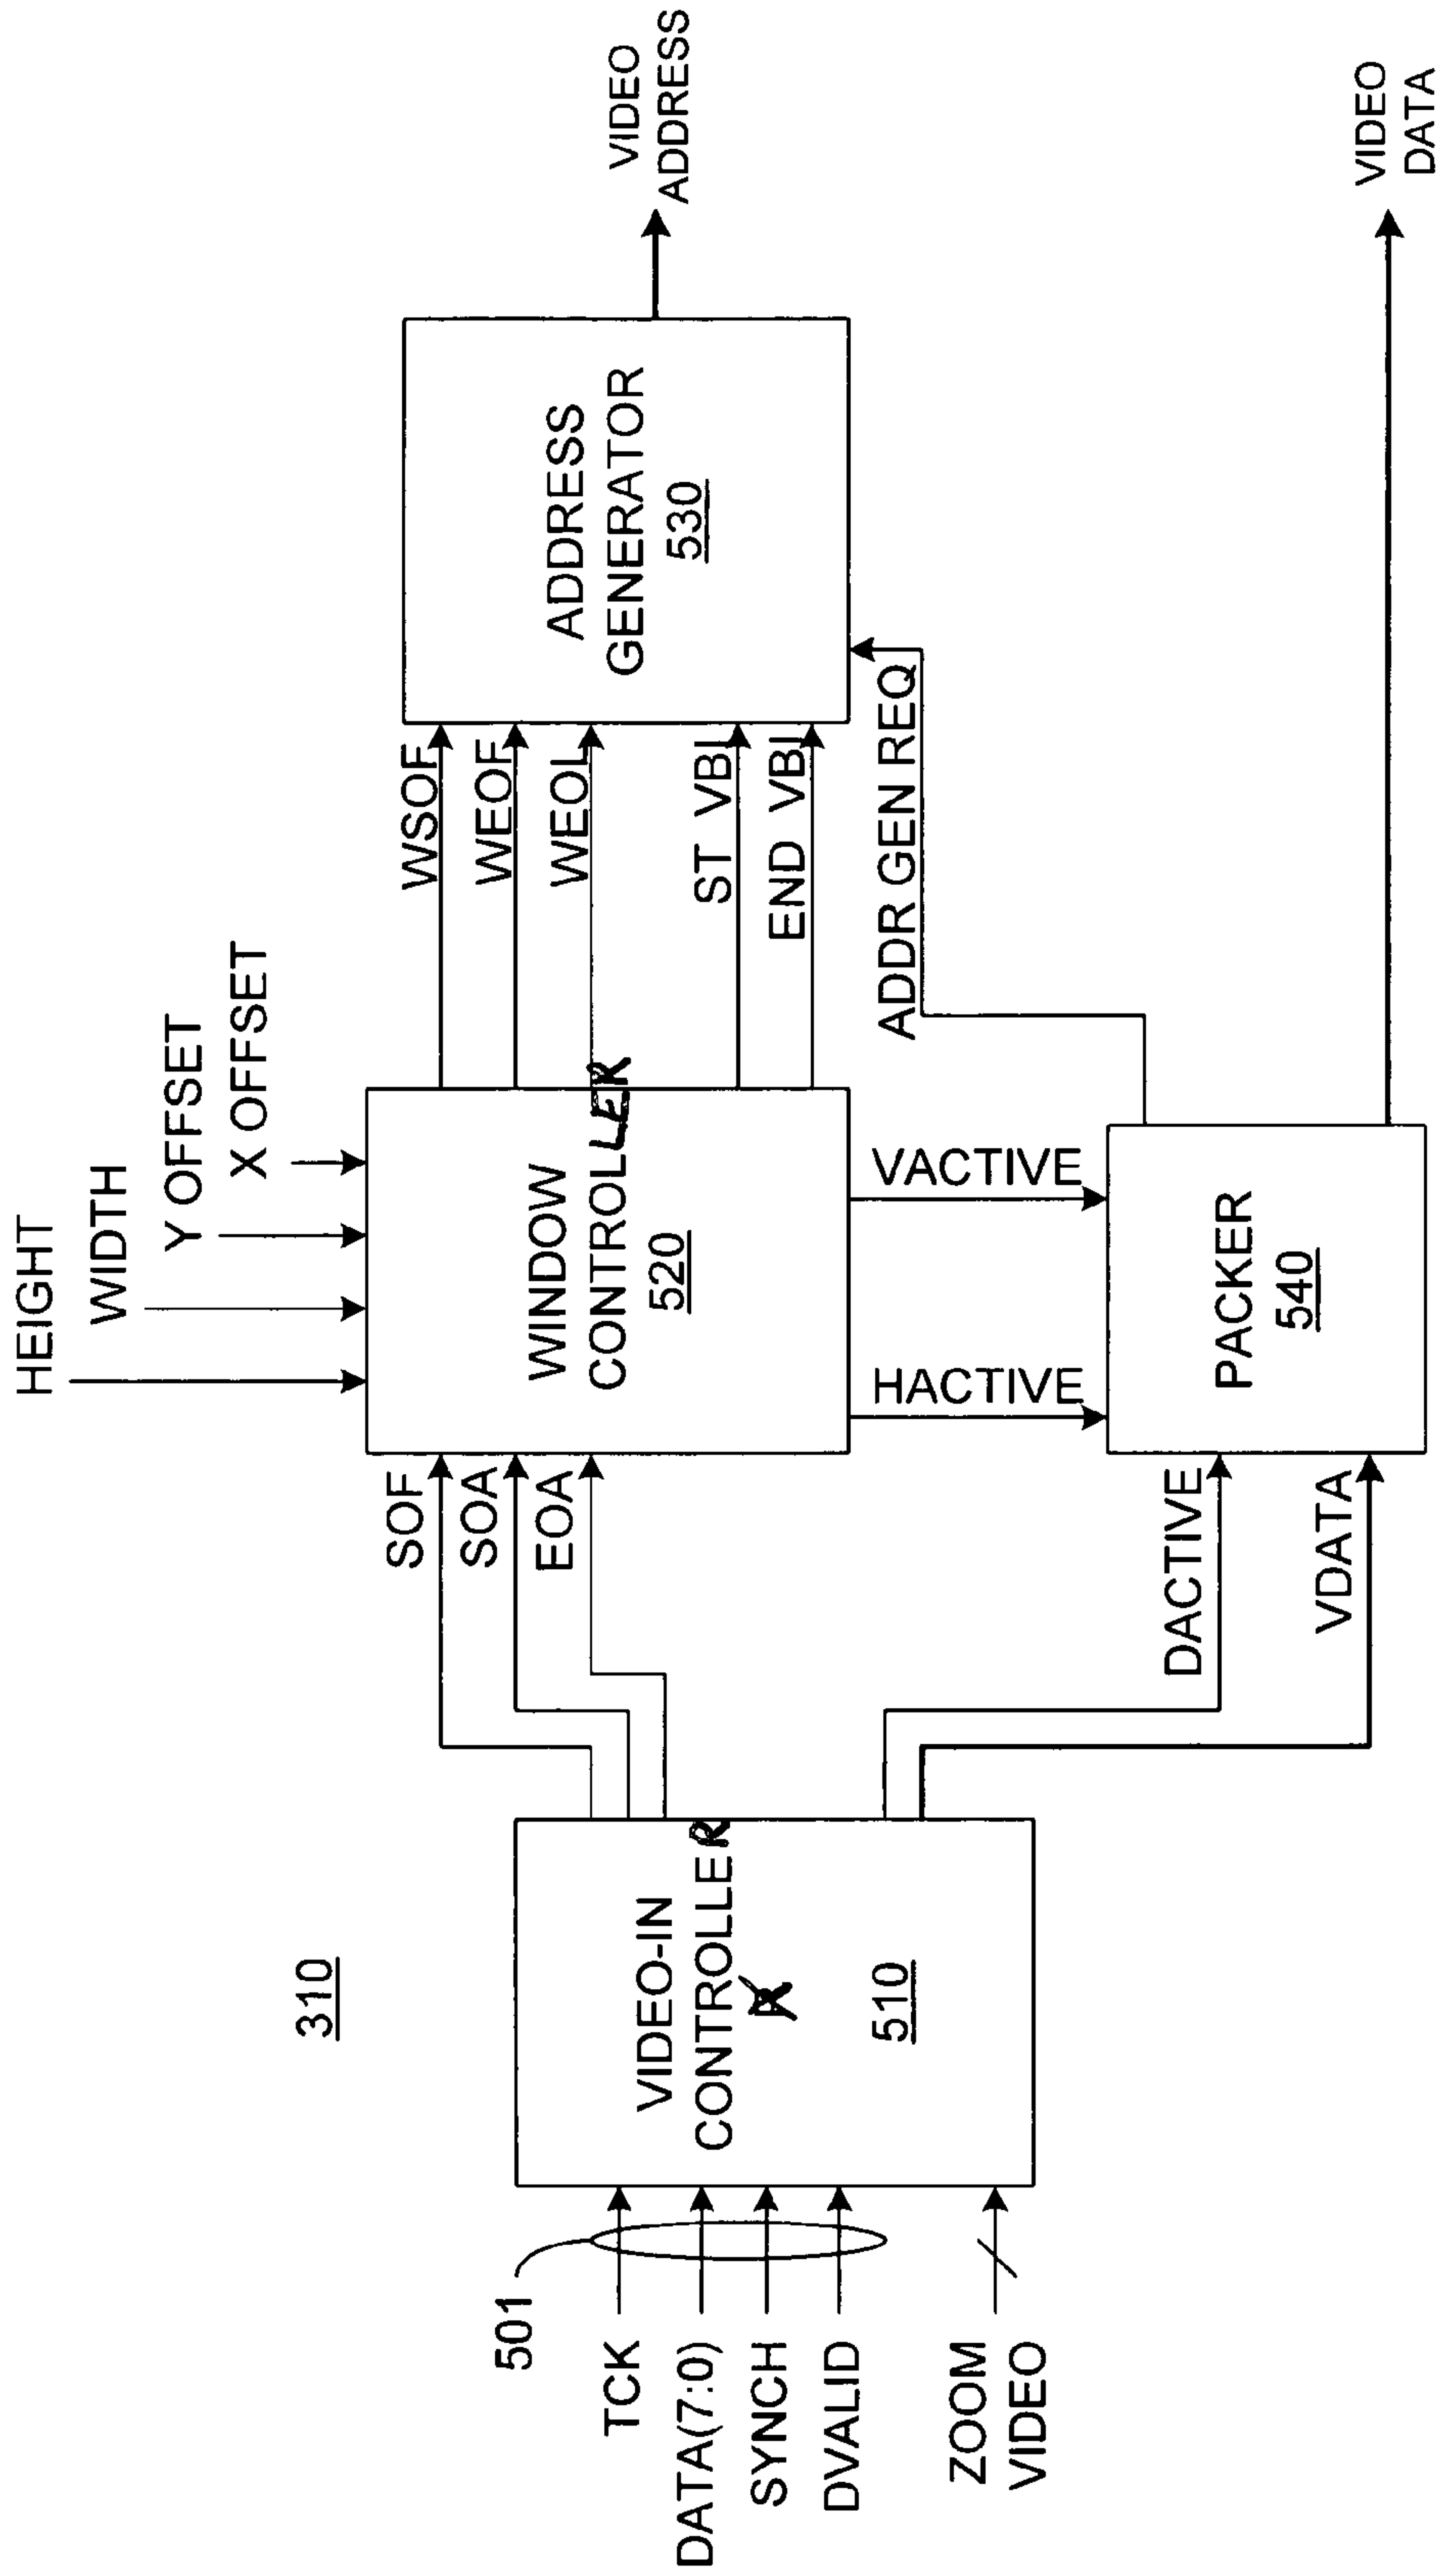 310
501
TCK
DATA(7:0)
SYNCH
DVALID
ZOOM
VIDEO
VIDEO-IN
CONTROLLER
510
SOF
SOA
EOA
DACTIVE
VDATA
HEIGHT
WIDTH
Y OFFSET
X OFFSET
WINDOW
CONTROLLER
520
HACTIVE
VACTIVE
PACKER
540
WSOF
WEOF
WEOL
ST VBI
END VBI
ADDR GEN REQ
ADDRESS
GENERATOR
530
VIDEO
ADDRESS
VIDEO
DATA